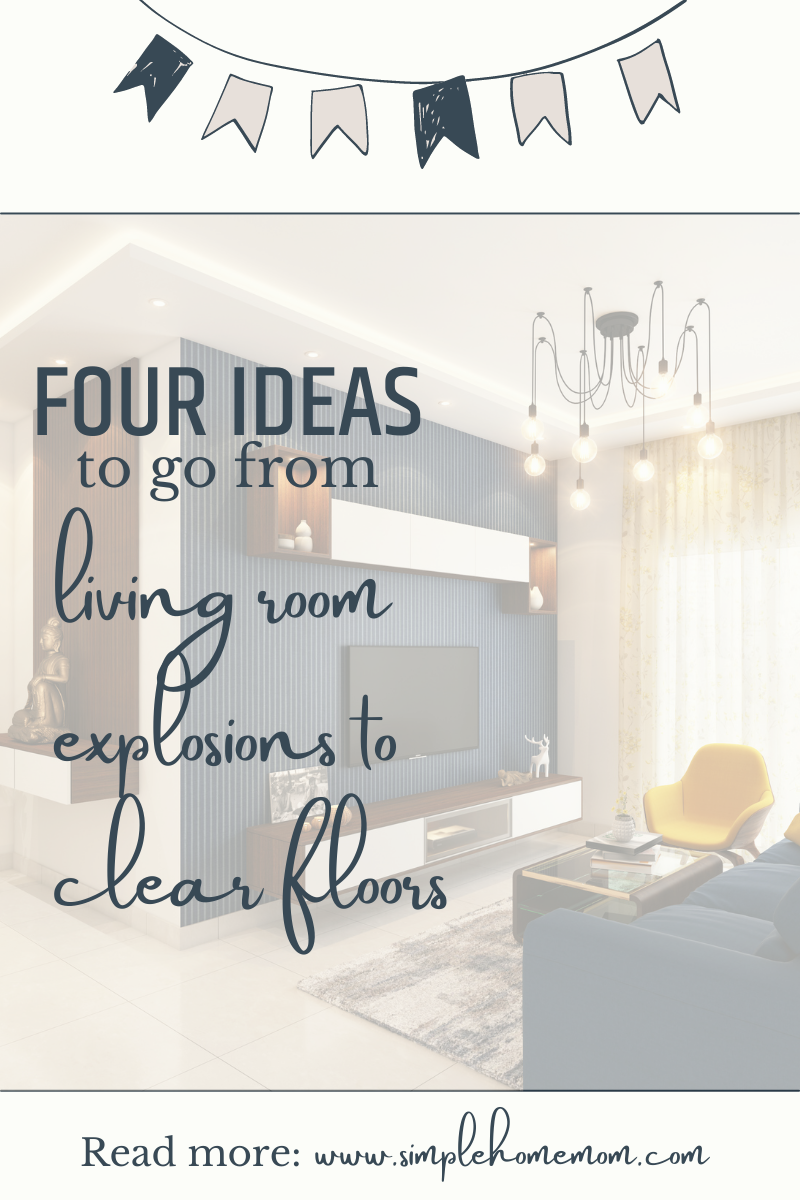 FOUR IDEAS
to go from
living room
explosions to
clear floors
Read more: www.simplehomemom.com